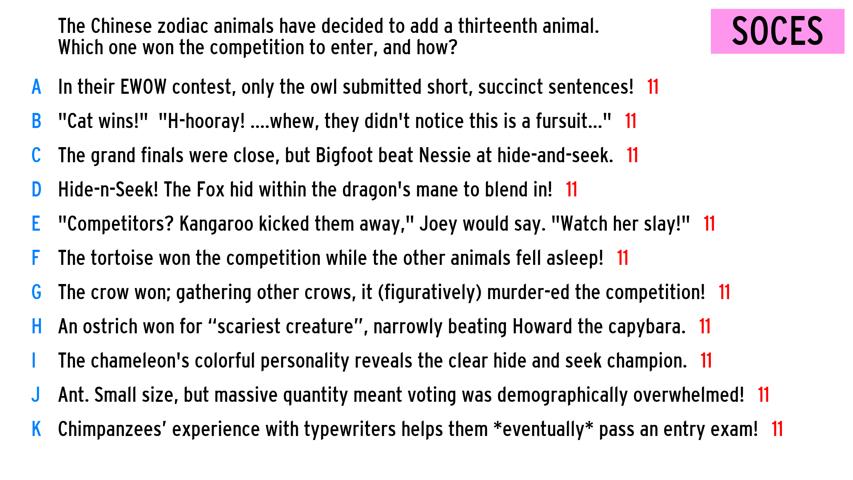 The Chinese zodiac animals have decided to add a thirteenth animal.
Which one won the competition to enter, and how?
SOCES
A In their EWOW contest, only the owl submitted short, succinct sentences! 11
B "Cat wins!" "H-hooray! ....whew, they didn't notice this is a fursuit..." 11
C The grand finals were close, but Bigfoot beat Nessie at hide-and-seek. 11
D Hide-n-Seek! The Fox hid within the dragon's mane to blend in! 11
E "Competitors? Kangaroo kicked them away," Joey would say. "Watch her slay!" 11
F The tortoise won the competition while the other animals fell asleep! 11
G The crow won; gathering other crows, it (figuratively) murder-ed the competition! 11
H An ostrich won for “scariest creature”, narrowly beating Howard the capybara. 11
I The chameleon's colorful personality reveals the clear hide and seek champion. 11
J Ant. Small size, but massive quantity meant voting was demographically overwhelmed! 11
K Chimpanzees’ experience with typewriters helps them *eventually* pass an entry exam! 11